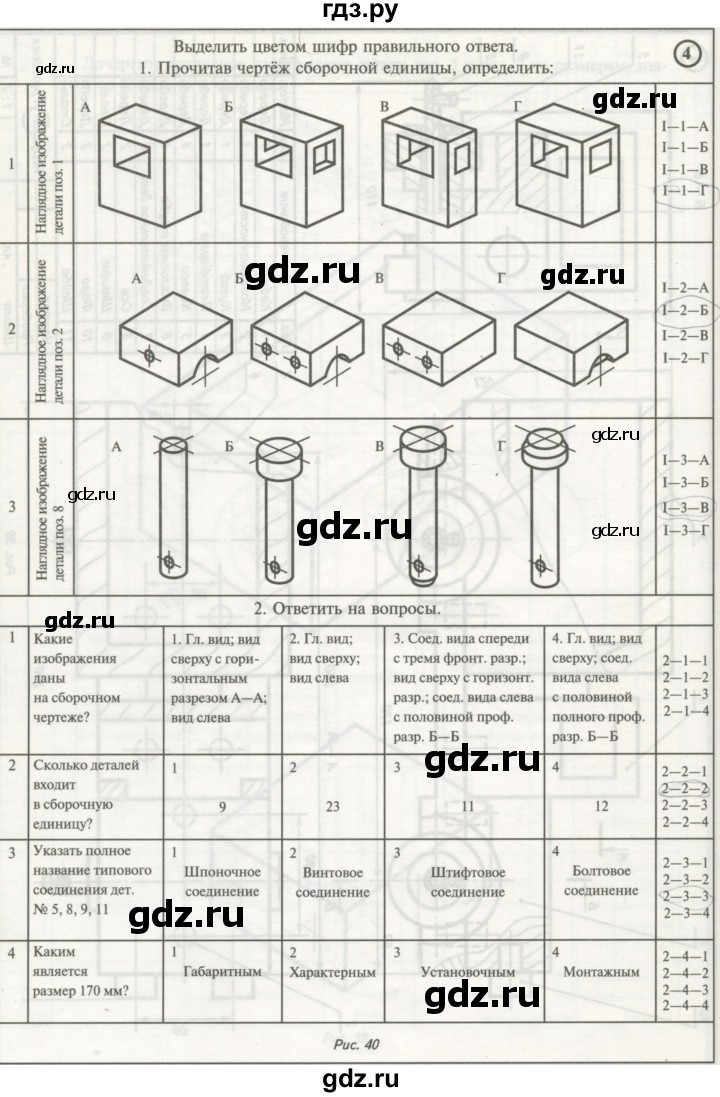 гдз.ру
Выделить цветом шифр правильного ответа.
4
gdz.ru
1. Прочитав чертёж сборочной единицы, определить:
1
Наглядное изображение
детали поз. 1
А
Б
В
Г
gdz.ru
I—1—А
I—1—Б
I—1—В
I—1—Г
gdz.ru
2
Наглядное изображение
детали поз. 2
А
Б
В
Г
gdz.ru
gdz.ru
I—2—А
I—2—Б
I—2—В
I—2—Г
3
Наглядное изображение
детали поз. 8
А
Б
В
Г
gdz.ru
gdz.ru
gdz.ru
I—3—А
I—3—Б
I—3—В
I—3—Г
2. Ответить на вопросы.
gdz.ru
1
Какие
изображения
даны
на сборочном
чертеже?
1. Гл. вид; вид
сверху с гори-
зонтальным
разрезом А—А;
вид слева
2. Гл. вид;
вид сверху;
вид слева
3. Соед. вида спереди
с тремя фронт. разр.;
вид сверху с горизонт.
разр.; соед. вида слева
с половиной проф.
разр. Б—Б
4. Гл. вид; вид
сверху; соед.
вида слева
с половиной
полного проф.
разр. Б—Б
2—1—1
2—1—2
2—1—3
2—1—4
gdz.ru
2
Сколько деталей
входит
в сборочную
единицу?
1
9
2
23
3
11
4
12
2—2—1
2—2—2
2—2—3
2—2—4
3
Указать полное
название типового
соединения дет.
№ 5, 8, 9, 11
1
Шпоночное
соединение
2
Винтовое
соединение
3
Штифтовое
соединение
4
Болтовое
соединение
2—3—1
2—3—2
2—3—3
2—3—4
gdz.ru
gdz.ru
4
Каким
является
размер 170 мм?
1
Габаритным
2
Характерным
3
Установочным
4
Монтажным
2—4—1
2—4—2
2—4—3
2—4—4
gdz.ru
Рис. 40
gdz.ru